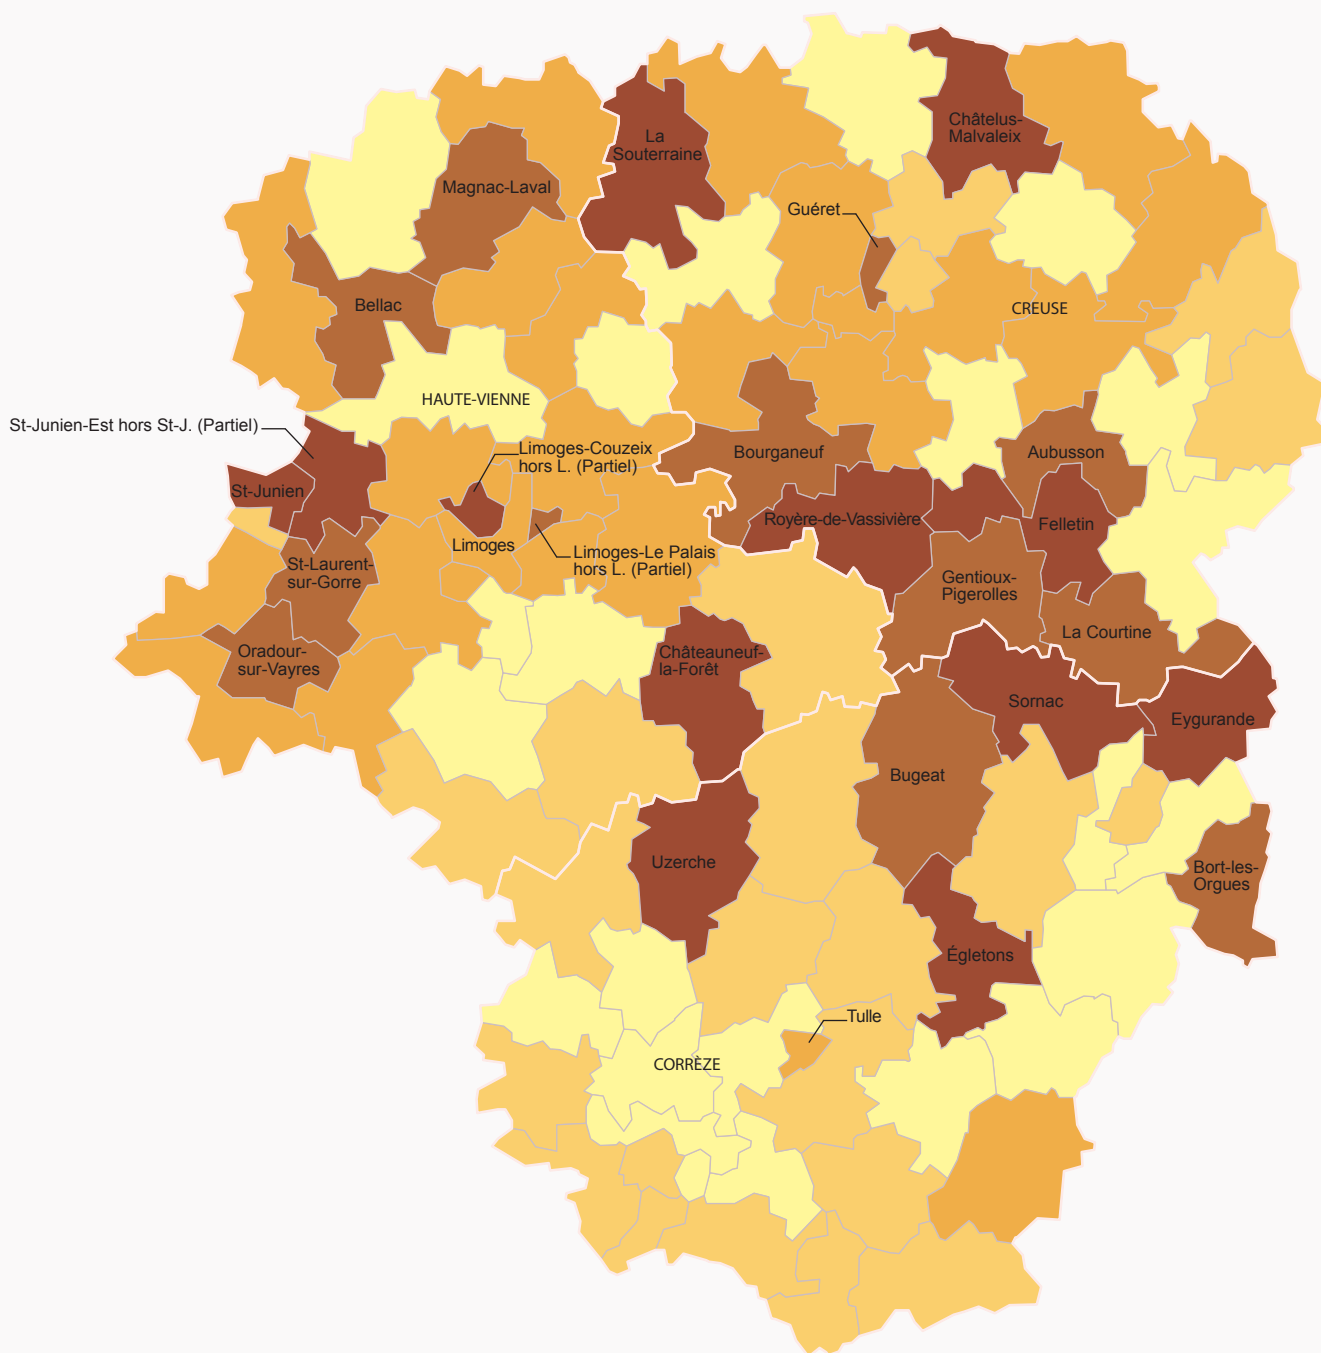 Châtelus-
Malvaleix
La
Souterraine
Magnac-Laval
Guéret
Bellac
CREUSE
HAUTE-VIENNE
St-Junien-Est hors St-J. (Partiel)
Limoges-Couzeix
hors L. (Partiel)
Bourganeuf
Aubusson
St-Junien
Royère-de-Vassivière
Felletin
Limoges
Limoges-Le Palais
hors L. (Partiel)
St-Laurent-
sur-Gorre
Gentioux-
Pigerolles
La Courtine
Oradour-
sur-Vayres
Châteauneuf-
la-Forêt
Sornac
Eygurande
Bugeat
Uzerche
Bort-les-
Orgues
Égletons
Tulle
CORRÈZE